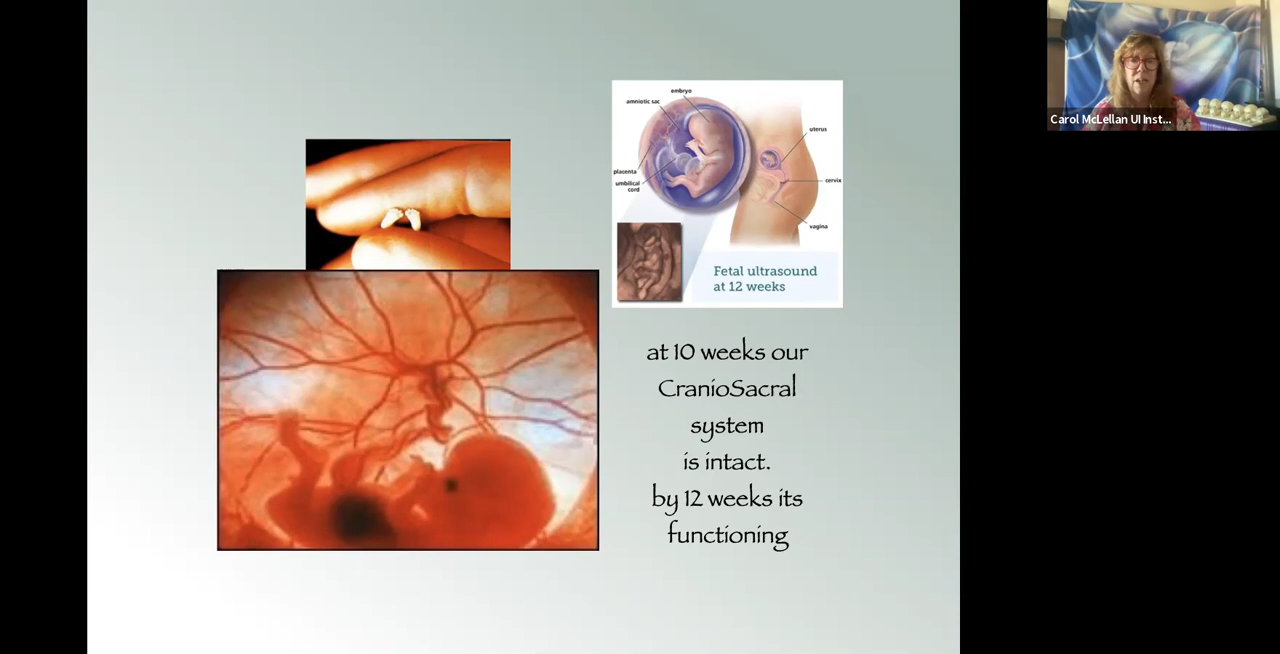 embryo
amniotic sac
uterus
placenta
umbilical
cord
cervix
vagina
Fetal ultrasound
at 12 weeks
at 10 weeks our
CranioSacral
system
is intact.
by 12 weeks its
functioning
Carol McLellan UI Inst...